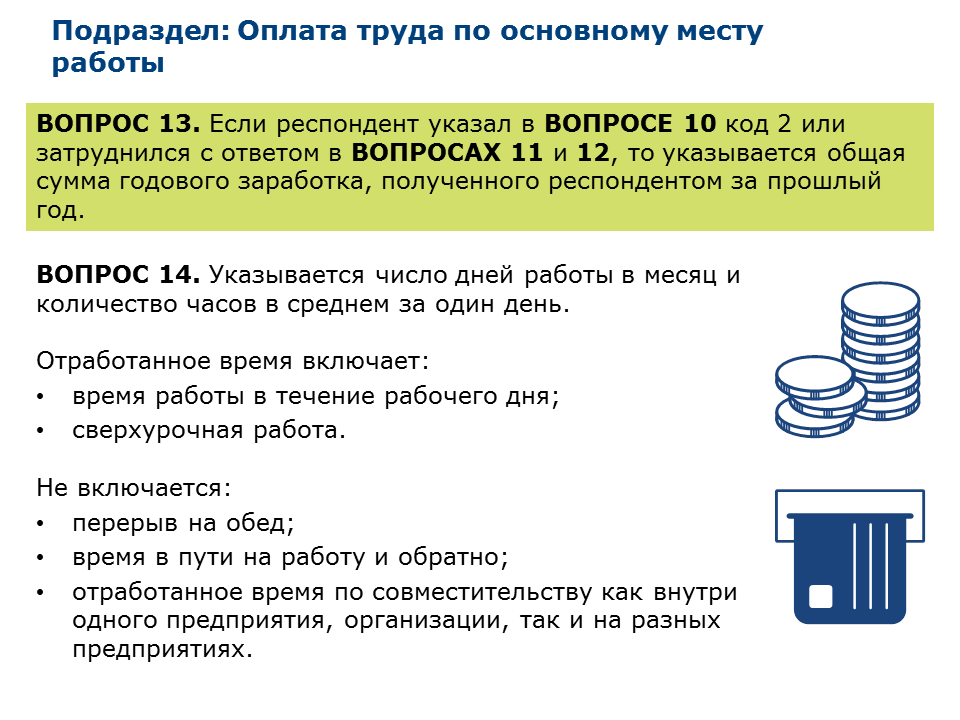 Подраздел: Оплата труда по основному месту
работы
ВОПРОС 13. Если респондент указал в ВОПРОСЕ 10 код 2 или
затруднился с ответом в ВОПРОСАХ 11 и 12, то указывается общая
сумма годового заработка, полученного респондентом за прошлый
год.
ВОПРОС 14. Указывается число дней работы в месяц и
количество часов в среднем за один день.
Отработанное время включает:
• время работы в течение рабочего дня;
• сверхурочная работа.
Не включается:
• перерыв на обед;
• время в пути на работу и обратно;
• отработанное время по совместительству как внутри
одного предприятия, организации, так и на разных
предприятиях.